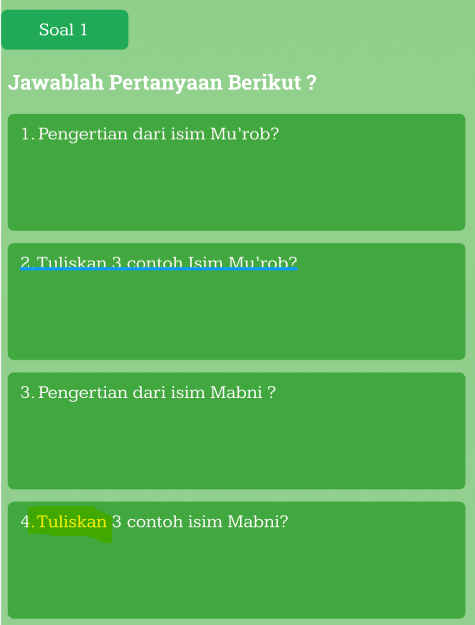 Soal 1
Jawablah Pertanyaan Berikut ?
1. Pengertian dari isim Mu'rob?
2. Tuliskan 3 contoh Isim Mu'rob?
3. Pengertian dari isim Mabni ?
4. Tuliskan 3 contoh isim Mabni?